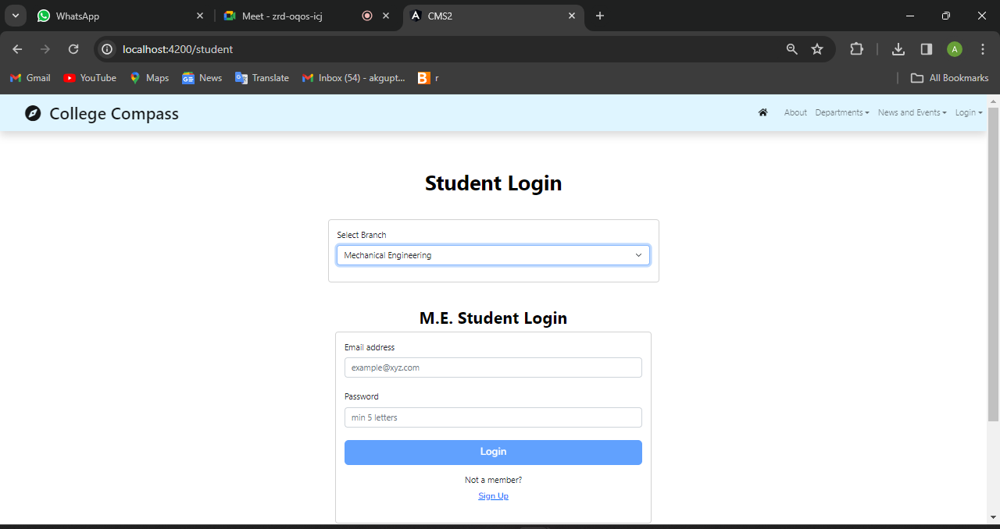 WhatsApp
Meet - zrd-oqos-icj
CMS2
localhost:4200/student
A
Gmail
YouTube
Maps
News
Translate
Inbox (54) - akgupt...
r
All Bookmarks
College Compass
About
Departments
News and Events
Login
Student Login
Select Branch
Mechanical Engineering
M.E. Student Login
Email address
example@xyz.com
Password
min 5 letters
Login
Not a member?
Sign Up